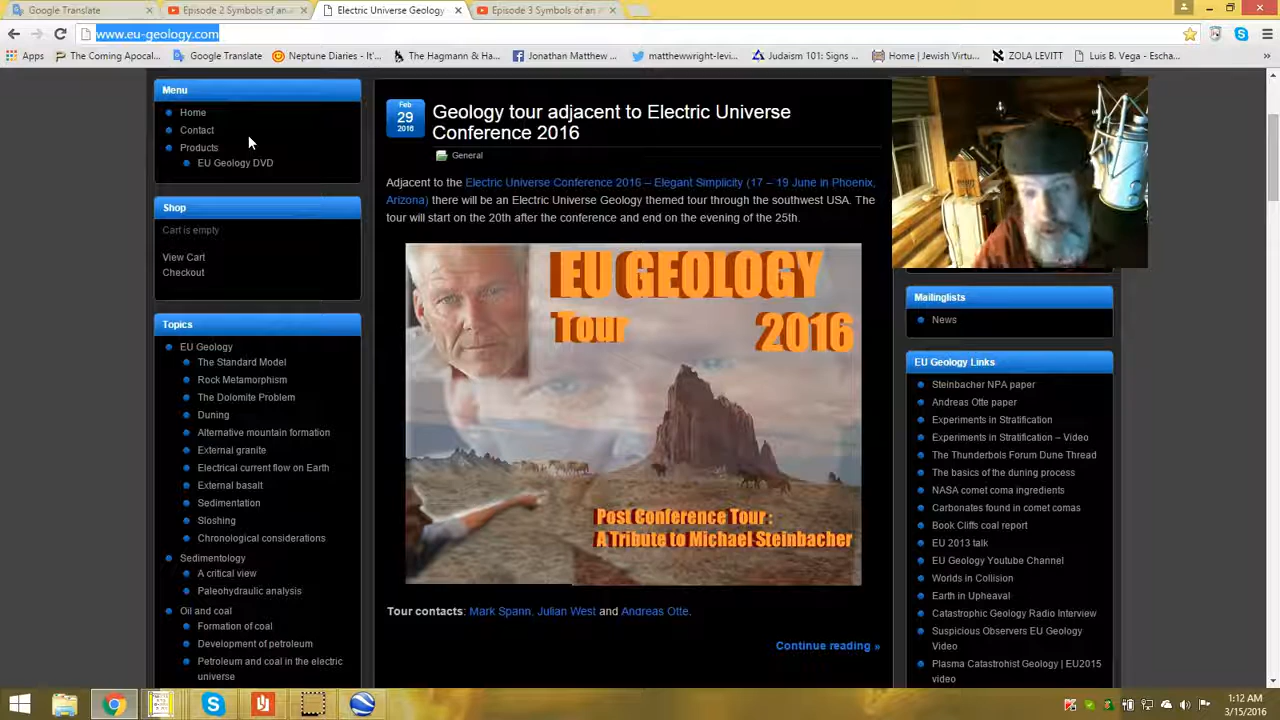 Google Translate
Episode 2 Symbols of an
Electric Universe Geology
Episode 3 Symbols of an
www.eu-geology.com
Apps
The Coming Apocal...
Google Translate
Neptune Diaries - It'...
The Hagmann & H...
Jonathan Matthew ...
matthewwright-levi...
Judaism 101: Signs ...
Home | Jewish Virtu...
ZOLA LEVITT
Luis B. Vega - Escha...
Menu
Home
Contact
Products
EU Geology DVD
Shop
Cart is empty
View Cart
Checkout
Topics
EU Geology
The Standard Model
Rock Metamorphism
The Dolomite Problem
Duning
Alternative mountain formation
External granite
Electrical current flow on Earth
External basalt
Sedimentation
Sloshing
Chronological considerations
Sedimentology
A critical view
Paleohydraulic analysis
Oil and coal
Formation of coal
Development of petroleum
Petroleum and coal in the electric
universe
Feb
29
2016
Geology tour adjacent to Electric Universe
Conference 2016
General
Adjacent to the Electric Universe Conference 2016 – Elegant Simplicity (17 – 19 June in Phoenix,
Arizona) there will be an Electric Universe Geology themed tour through the southwest USA. The
tour will start on the 20th after the conference and end on the evening of the 25th.
EU GEOLOGY
Tour 2016
Post Conference Tour :
A Tribute to Michael Steinbacher
Tour contacts: Mark Spann, Julian West and Andreas Otte.
Continue reading »
Mailinglists
News
EU Geology Links
Steinbacher NPA paper
Andreas Otte paper
Experiments in Stratification
Experiments in Stratification – Video
The Thunderbols Forum Dune Thread
The basics of the duning process
NASA comet coma ingredients
Carbonates found in comet comas
Book Cliffs coal report
EU 2013 talk
EU Geology Youtube Channel
Worlds in Collision
Earth in Upheaval
Catastrophic Geology Radio Interview
Suspicious Observers EU Geology
Video
Plasma Catastrohist Geology | EU2015
video
1:12 AM
3/15/2016